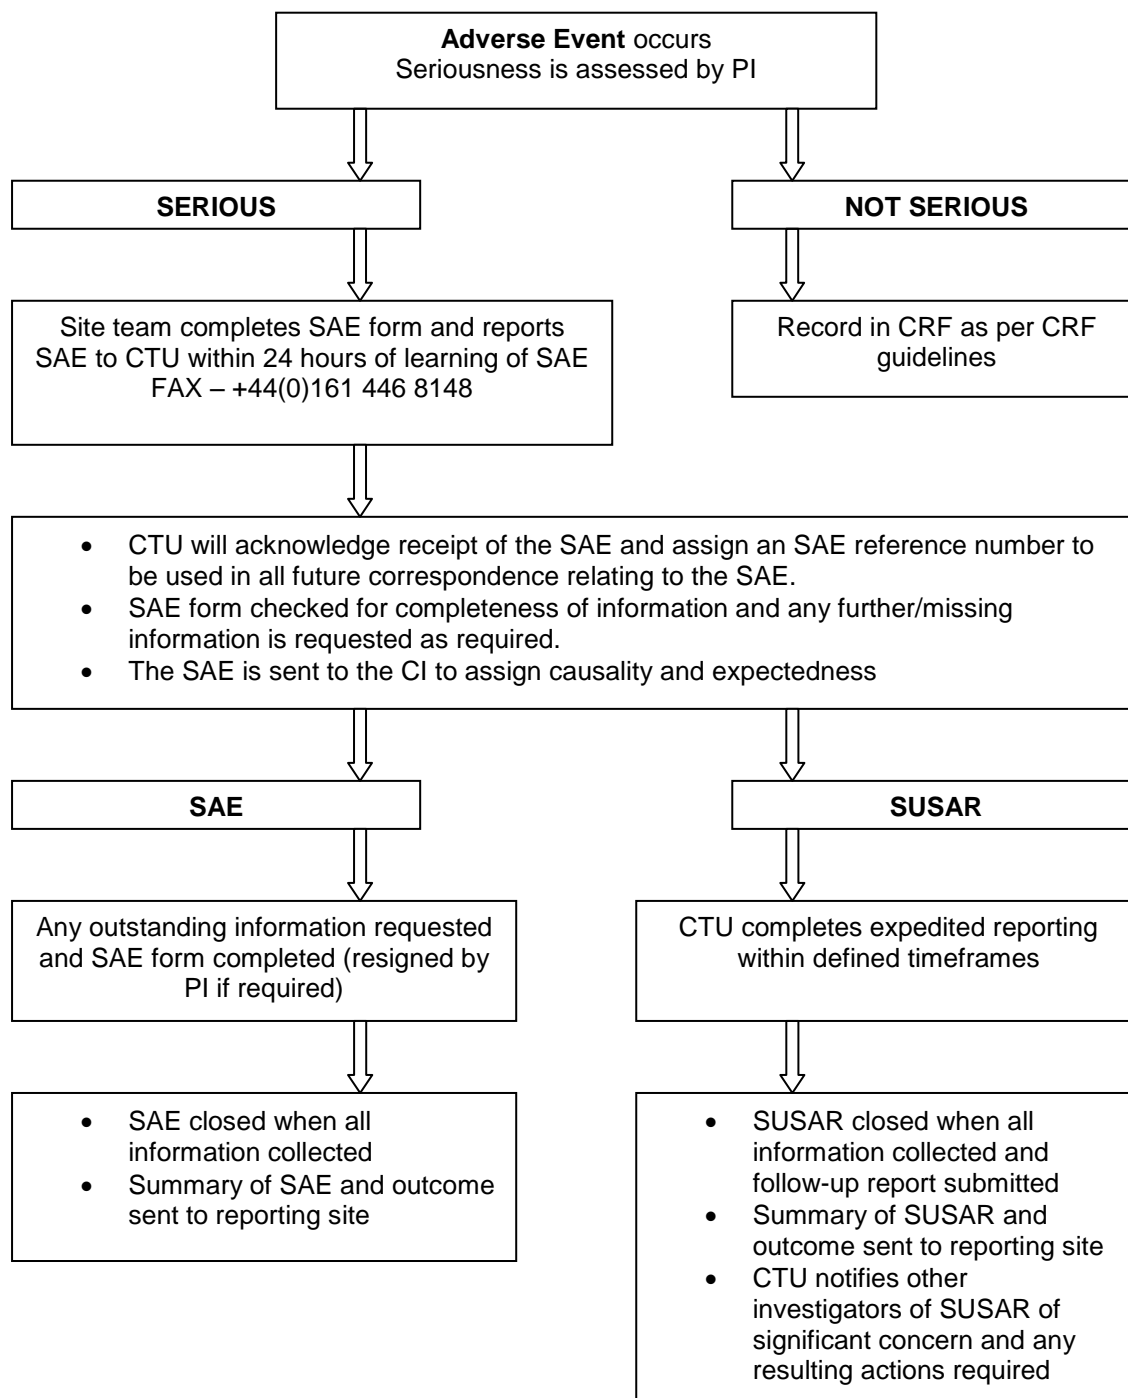 Adverse Event occurs
Seriousness is assessed by PI
SERIOUS
NOT SERIOUS
Site team completes SAE form and reports
SAE to CTU within 24 hours of learning of SAE
FAX – +44(0)161 446 8148
Record in CRF as per CRF
guidelines
• CTU will acknowledge receipt of the SAE and assign an SAE reference number to
be used in all future correspondence relating to the SAE.
• SAE form checked for completeness of information and any further/missing
information is requested as required.
• The SAE is sent to the CI to assign causality and expectedness
SAE
SUSAR
Any outstanding information requested
and SAE form completed (resigned by
PI if required)
CTU completes expedited reporting
within defined timeframes
• SAE closed when all
information collected
• Summary of SAE and outcome
sent to reporting site
• SUSAR closed when all
information collected and
follow-up report submitted
• Summary of SUSAR and
outcome sent to reporting site
• CTU notifies other
investigators of SUSAR of
significant concern and any
resulting actions required